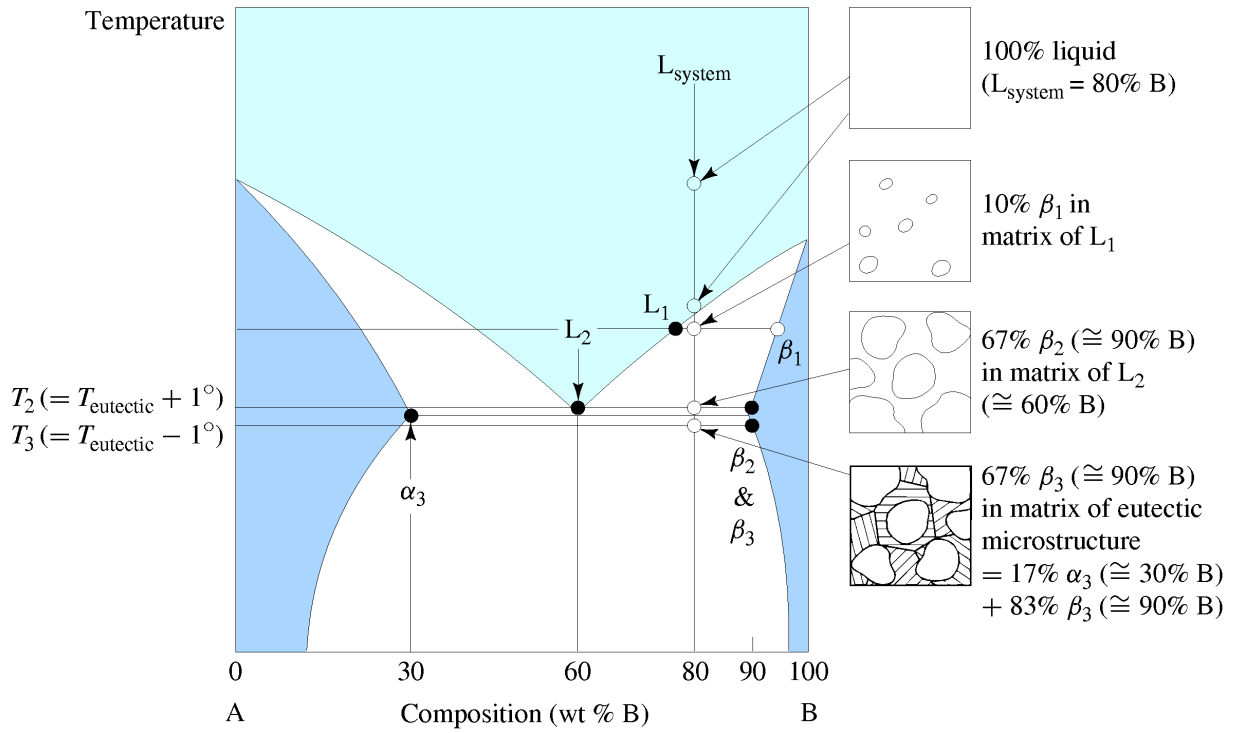 Temperature
L_system
100% liquid
(L_system = 80% B)
10% β₁ in
matrix of L₁
L₁
L₂
β₁
67% β₂ (≅ 90% B)
in matrix of L₂
(≅ 60% B)
T₂ (= T_eutectic + 1°)
T₃ (= T_eutectic − 1°)
α₃
β₂
&
β₃
67% β₃ (≅ 90% B)
in matrix of eutectic
microstructure
= 17% α₃ (≅ 30% B)
+ 83% β₃ (≅ 90% B)
0 30 60 80 90 100
A Composition (wt % B) B